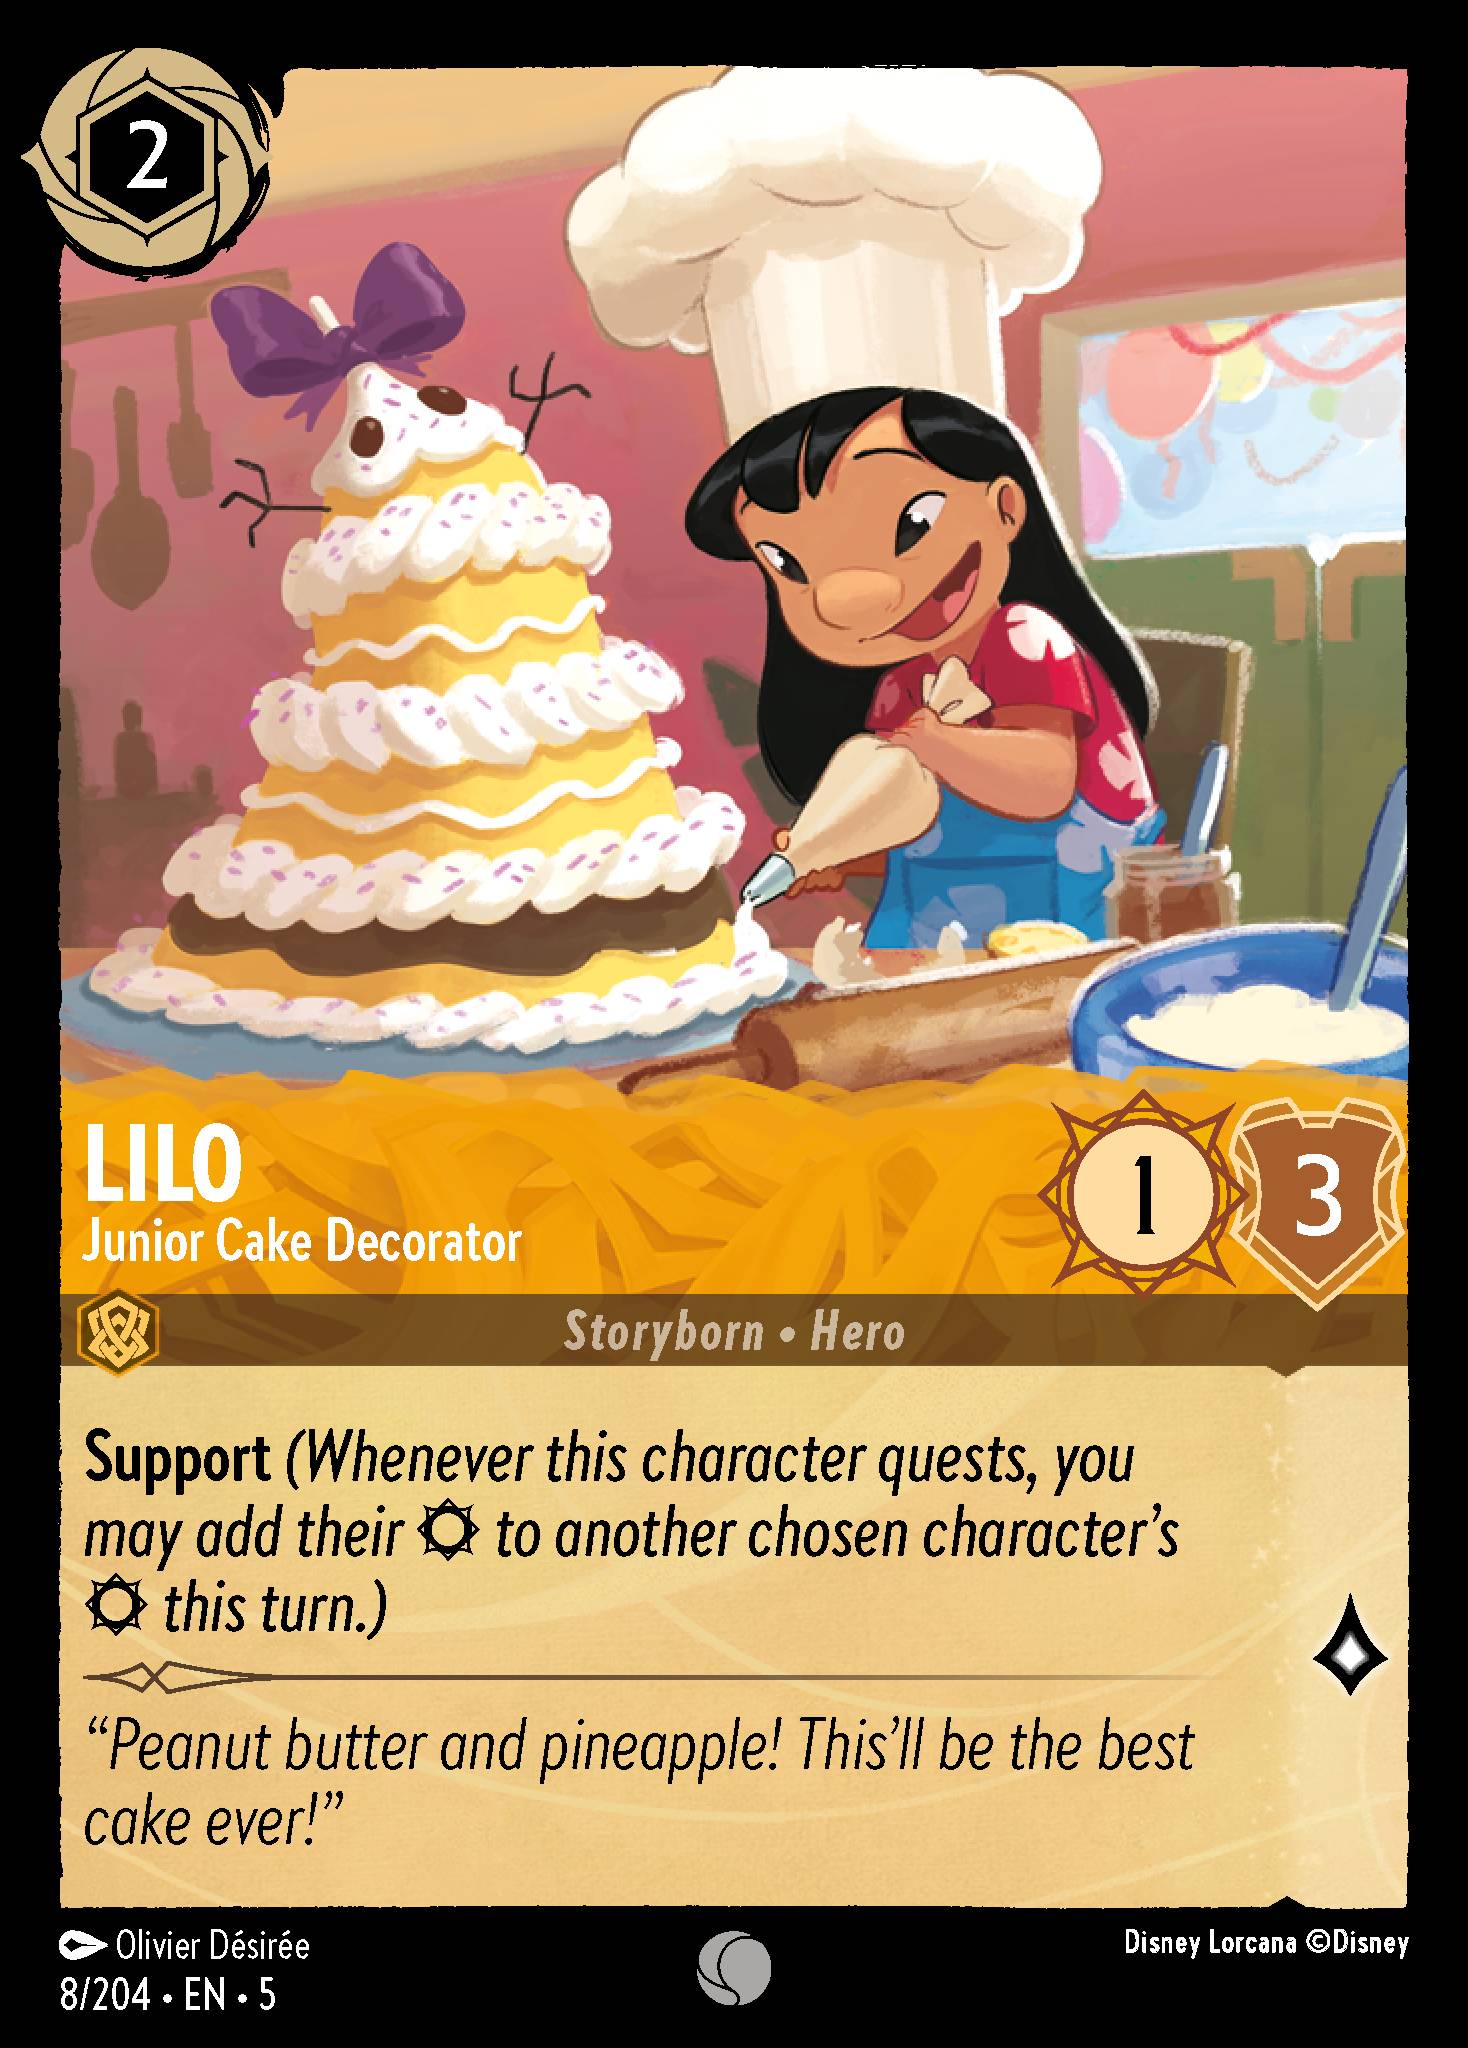 2
LILO
Junior Cake Decorator
1 3
Storyborn • Hero
Support (Whenever this character quests, you
may add their to another chosen character’s
this turn.)
“Peanut butter and pineapple! This’ll be the best
cake ever!”
Olivier Désirée
Disney Lorcana ©Disney
8/204 • EN • 5